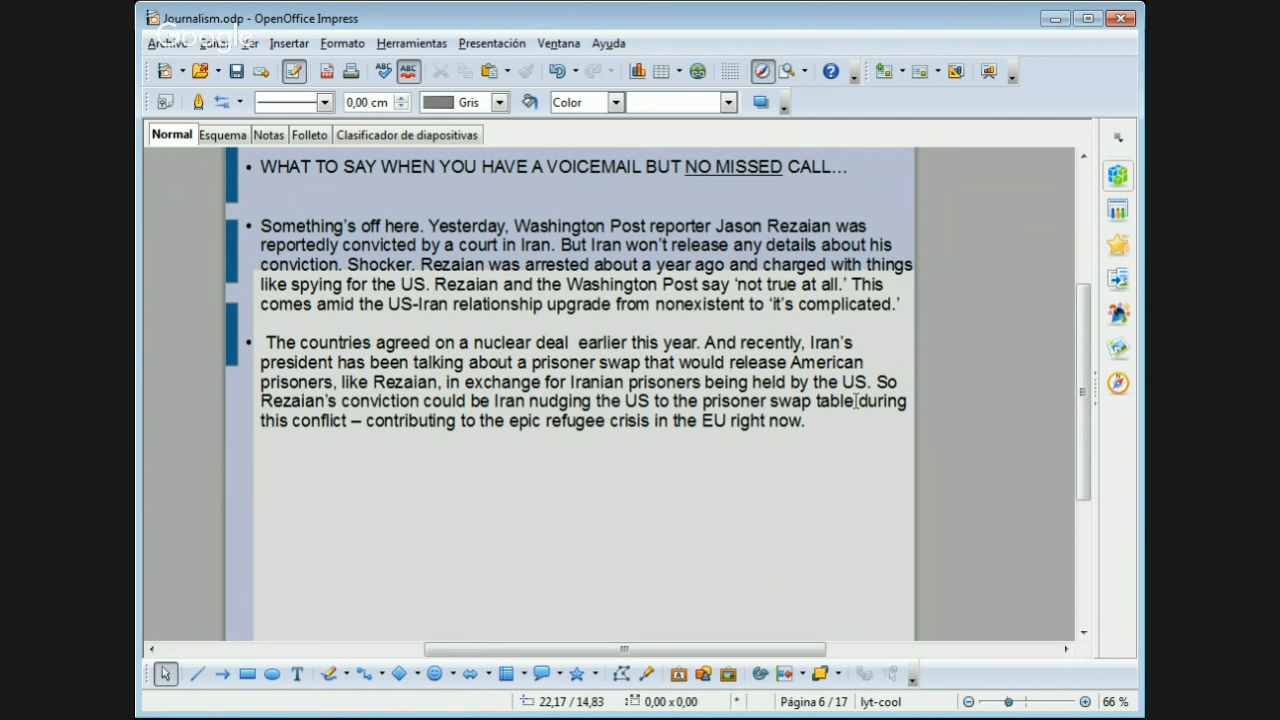 Journalism.odp - OpenOffice Impress
Google
Archivo Editar Ver Insertar Formato Herramientas Presentación Ventana Ayuda
0,00 cm Gris Color
Normal Esquema Notas Folleto Clasificador de diapositivas
• WHAT TO SAY WHEN YOU HAVE A VOICEMAIL BUT NO MISSED CALL…
• Something’s off here. Yesterday, Washington Post reporter Jason Rezaian was
reportedly convicted by a court in Iran. But Iran won’t release any details about his
conviction. Shocker. Rezaian was arrested about a year ago and charged with things
like spying for the US. Rezaian and the Washington Post say ‘not true at all.’ This
comes amid the US-Iran relationship upgrade from nonexistent to ‘it’s complicated.’
• The countries agreed on a nuclear deal earlier this year. And recently, Iran’s
president has been talking about a prisoner swap that would release American
prisoners, like Rezaian, in exchange for Iranian prisoners being held by the US. So
Rezaian’s conviction could be Iran nudging the US to the prisoner swap table during
this conflict – contributing to the epic refugee crisis in the EU right now.
22,17 / 14,83 0,00 x 0,00 * Página 6 / 17 lyt-cool 66 %